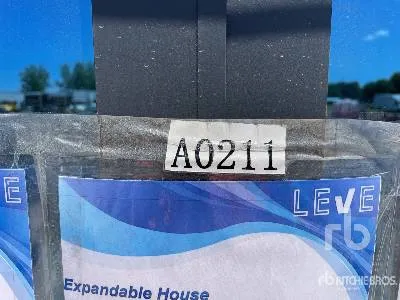 A0211
E
LEVE
Expandable House
rb
RITCHIE BROS.